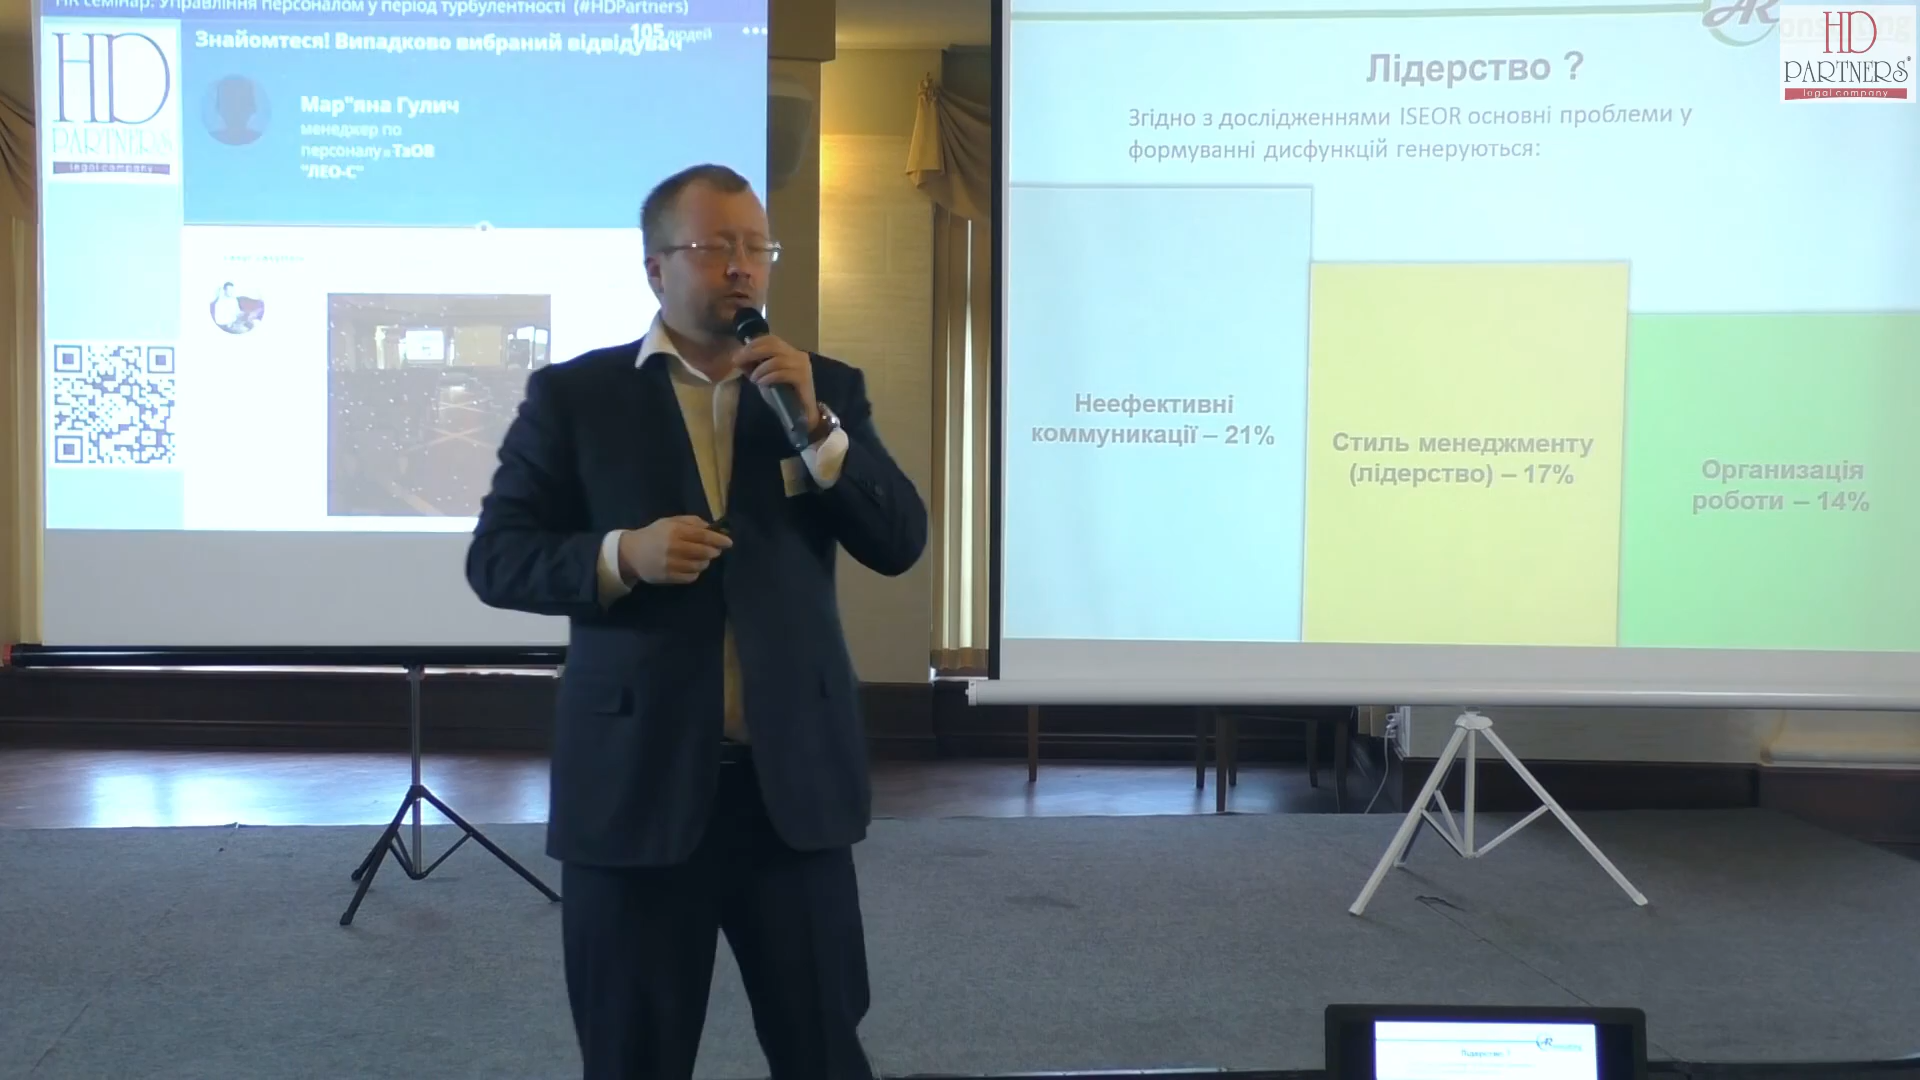 HR семінар: Управління персоналом у період турбулентності (#HDPartners)
HD
PARTNERS
legal company
Знайомтеся! Випадково вибраний відвідувач
105 людей
Мар"яна Гулич
менеджер по
персоналу в ТзОВ
"ЛЕО-С"
Лідерство ?
Згідно з дослідженнями ISEOR основні проблеми у
формуванні дисфункцій генеруються:
Неефективні
коммуникації – 21%
Стиль менеджменту
(лідерство) – 17%
Организація
роботи – 14%
HD
PARTNERS
legal company
Лідерство ?